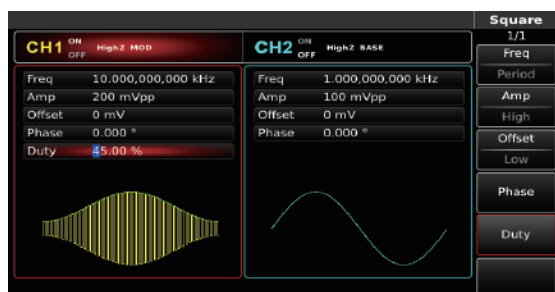 Square
1/1
CH1 ON OFF HighZ MOD
CH2 ON OFF HighZ BASE
Freq 10.000,000,000 kHz
Amp 200 mVpp
Offset 0 mV
Phase 0.000 °
Duty 45.00 %
Freq 1.000,000,000 kHz
Amp 100 mVpp
Offset 0 mV
Phase 0.000 °
Freq
Period
Amp
High
Offset
Low
Phase
Duty